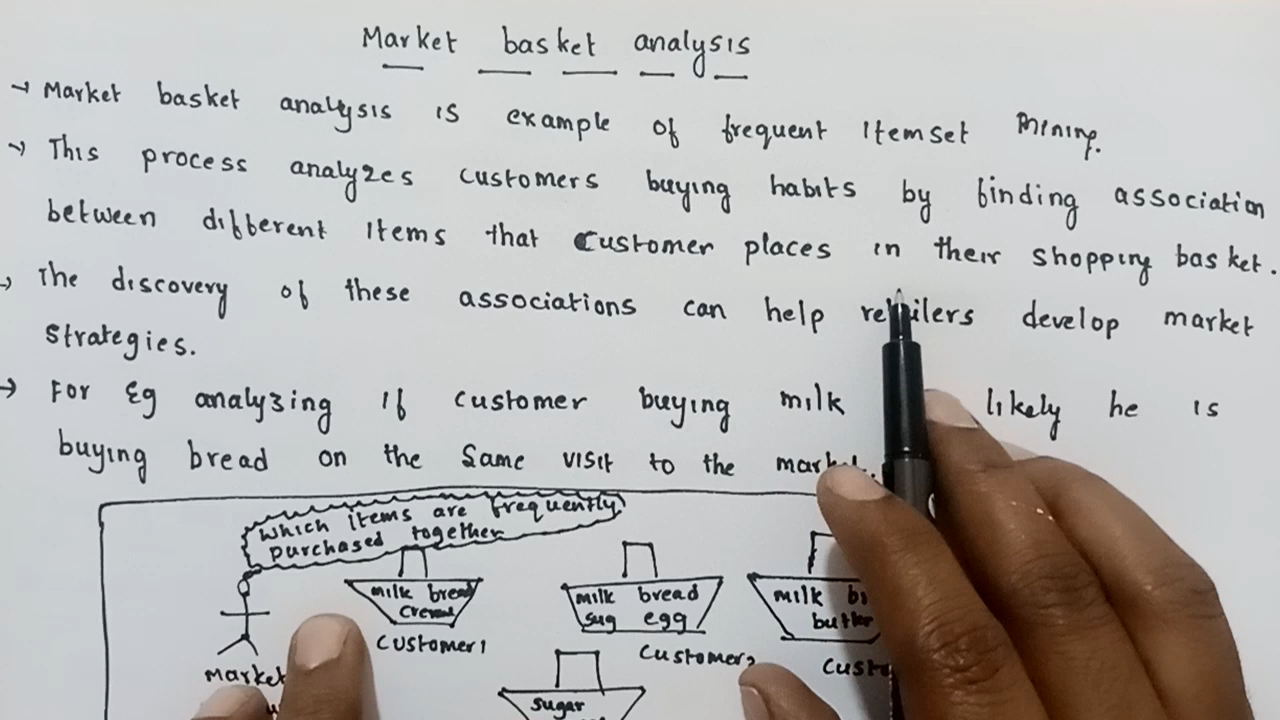 Market basket analysis
→ Market basket analysis is example of frequent itemset Mining.
→ This process analyzes customers buying habits by finding association
between different items that customer places in their shopping basket.
→ The discovery of these associations can help retailers develop market
strategies.
→ For Eg analyzing if customer buying milk likely he is
buying bread on the same visit to the market.
which items are frequently
purchased together
milk bread
milk bread
sug egg
milk
butter
Customer1
Customer2
Market
sugar